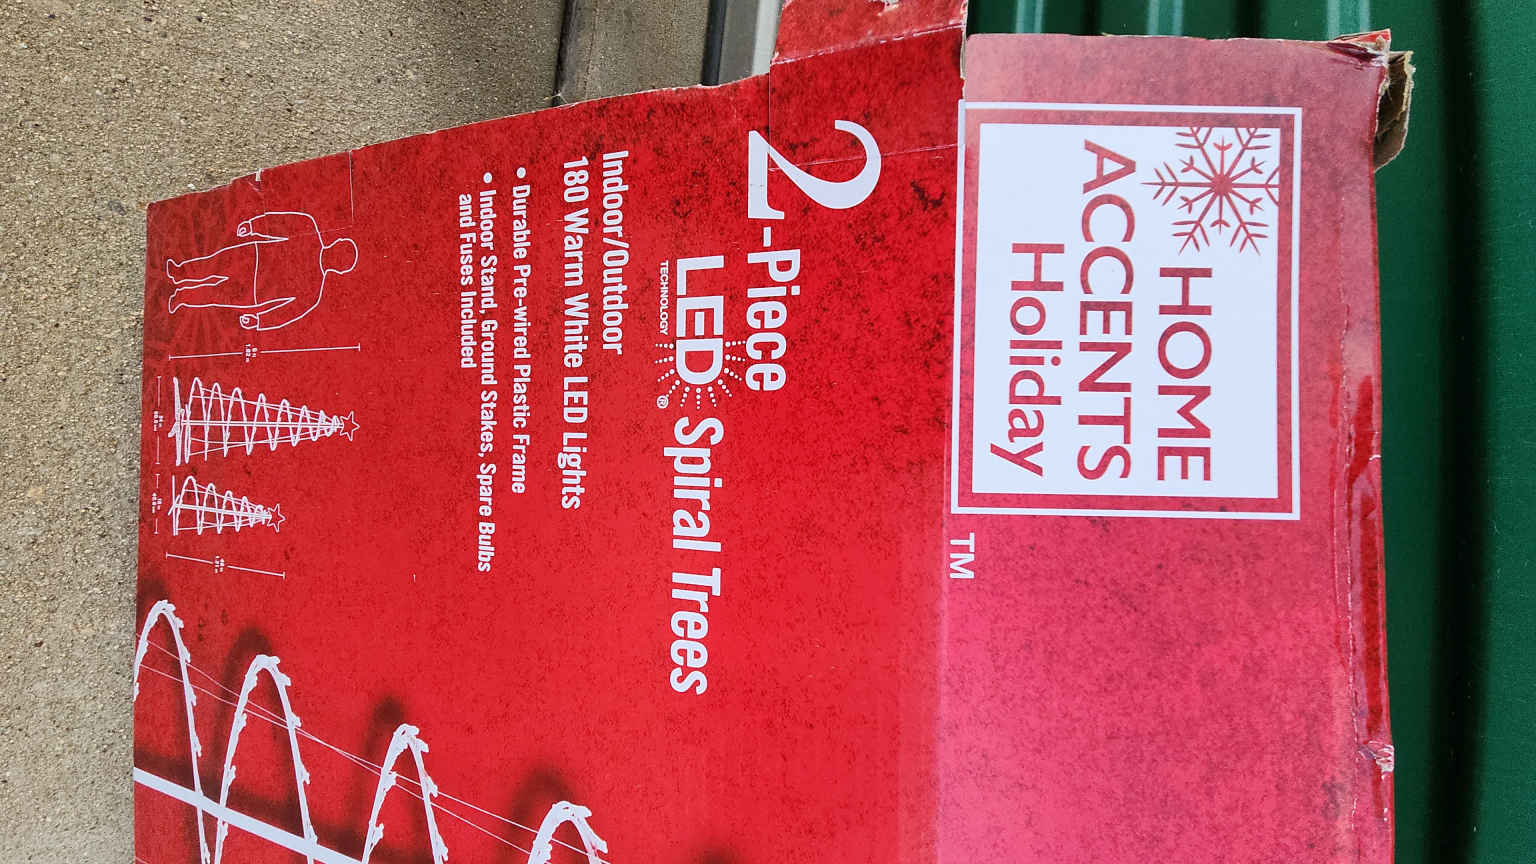 HOME
ACCENTS
Holiday
TM
2-Piece
LED Spiral Trees
TECHNOLOGY ®
Indoor/Outdoor
180 Warm White LED Lights
• Durable Pre-wired Plastic Frame
• Indoor Stand, Ground Stakes, Spare Bulbs
and Fuses Included